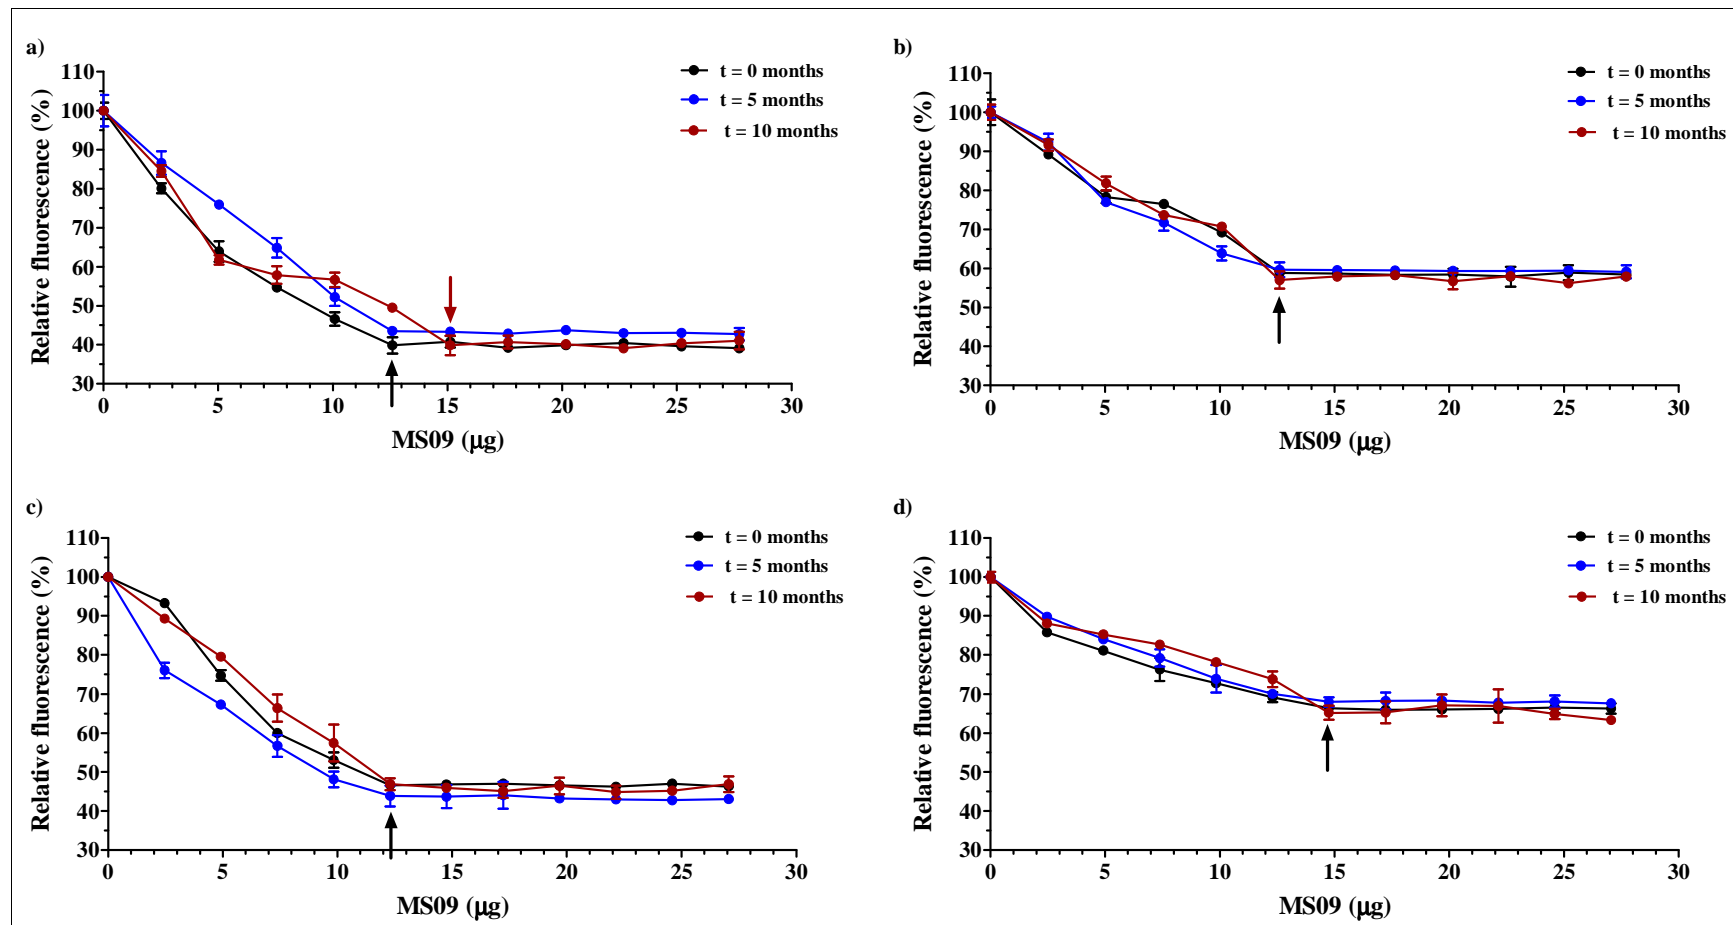 a)
110
100
90
80
70
60
50
40
30
Relative fluorescence (%)
0 5 10 15 20 25 30
MS09 (µg)
t = 0 months
t = 5 months
t = 10 months
b)
110
100
90
80
70
60
50
40
30
Relative fluorescence (%)
0 5 10 15 20 25 30
MS09 (µg)
t = 0 months
t = 5 months
t = 10 months
c)
110
100
90
80
70
60
50
40
30
Relative fluorescence (%)
0 5 10 15 20 25 30
MS09 (µg)
t = 0 months
t = 5 months
t = 10 months
d)
110
100
90
80
70
60
50
40
30
Relative fluorescence (%)
0 5 10 15 20 25 30
MS09 (µg)
t = 0 months
t = 5 months
t = 10 months